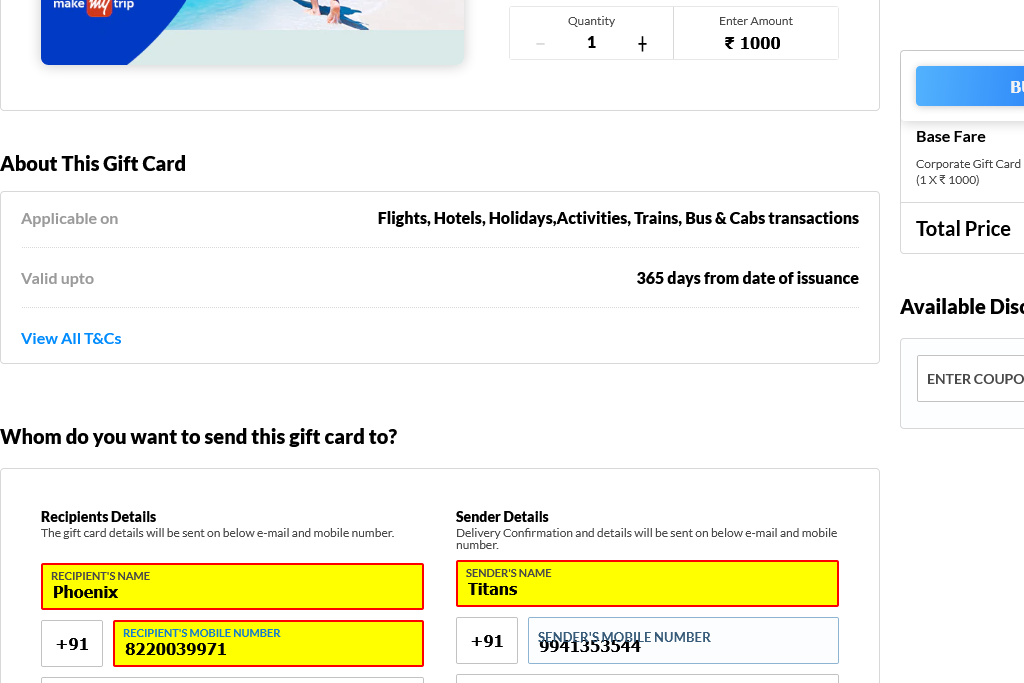 make my trip
Quantity
− 1 +
Enter Amount
₹ 1000
About This Gift Card
Applicable on
Flights, Hotels, Holidays,Activities, Trains, Bus & Cabs transactions
Valid upto
365 days from date of issuance
View All T&Cs
Whom do you want to send this gift card to?
Recipients Details
The gift card details will be sent on below e-mail and mobile number.
RECIPIENT'S NAME
Phoenix
+91
RECIPIENT'S MOBILE NUMBER
8220039971
Sender Details
Delivery Confirmation and details will be sent on below e-mail and mobile
number.
SENDER'S NAME
Titans
+91
SENDER'S MOBILE NUMBER
9941353544
Base Fare
Corporate Gift Card
(1 X ₹ 1000)
Total Price
Available
ENTER